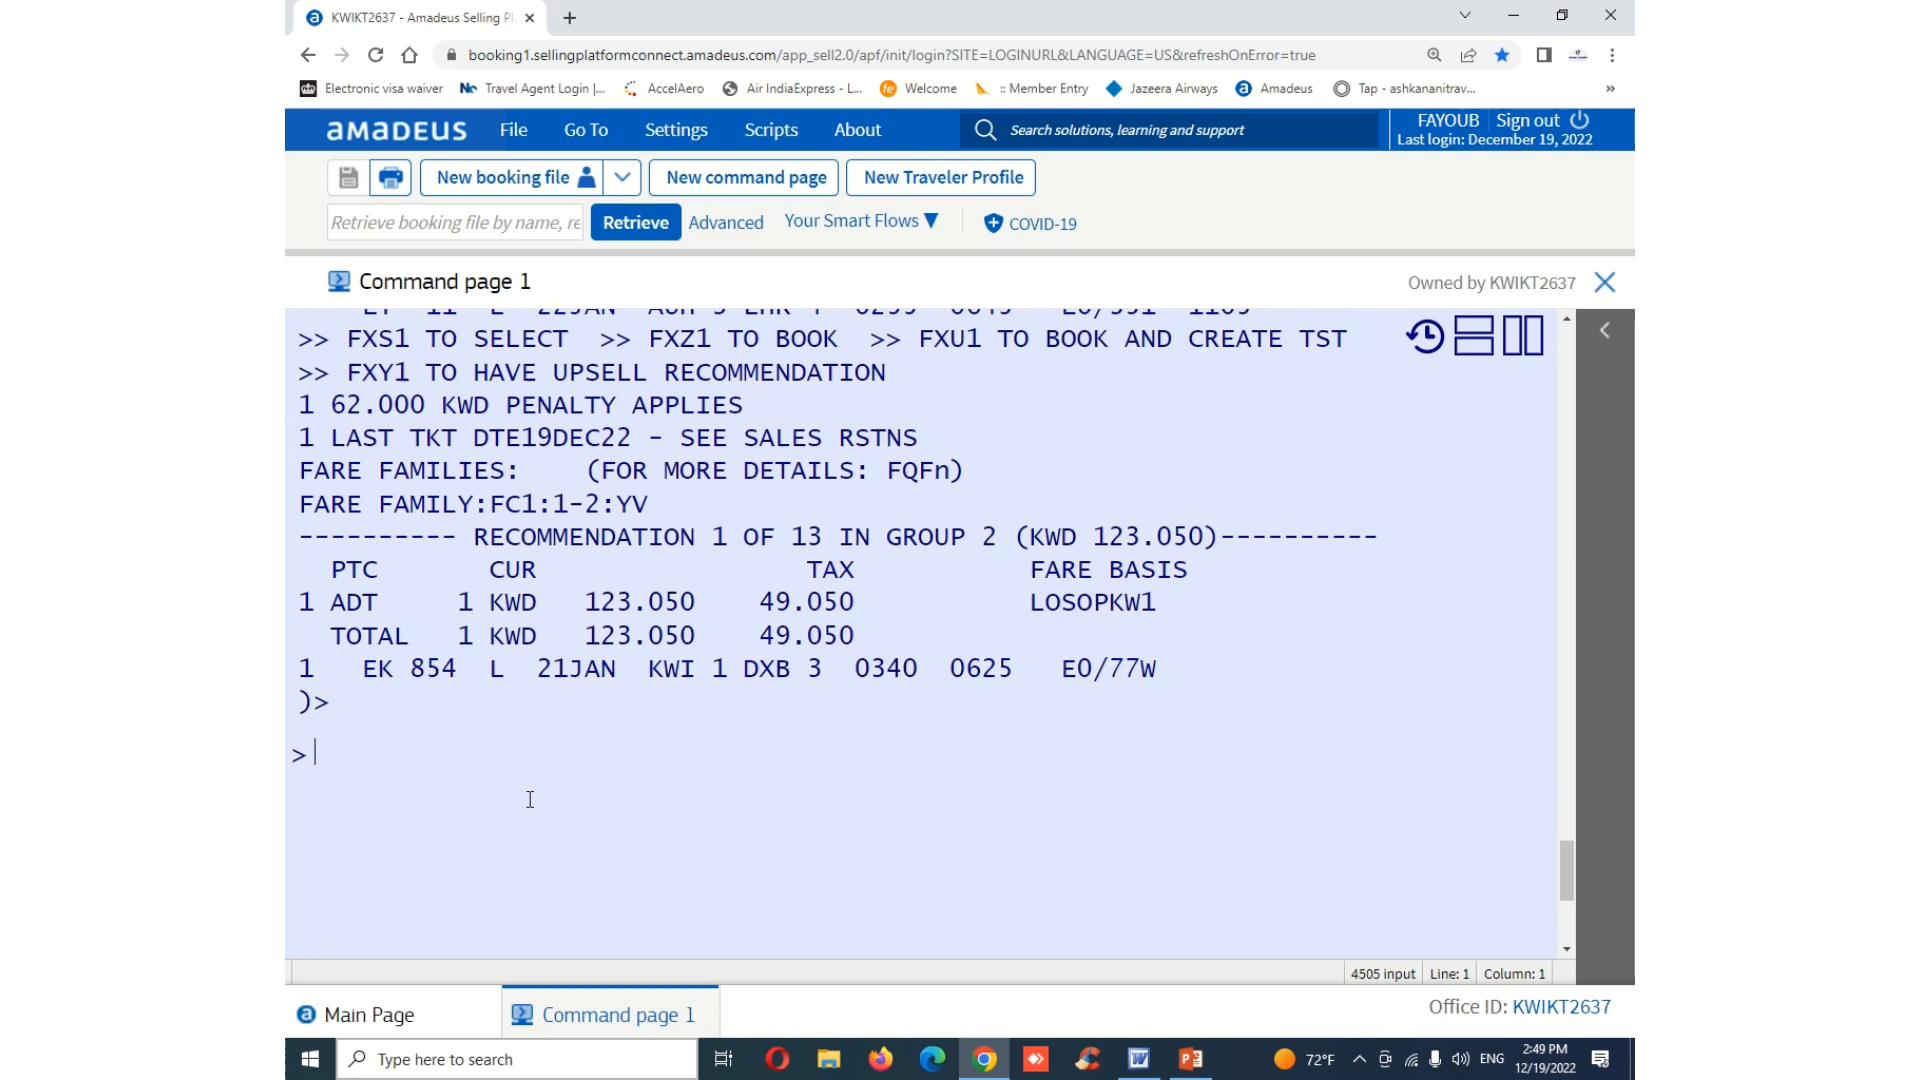 KWIKT2637 - Amadeus Selling Pl
booking1.sellingplatformconnect.amadeus.com/app_sell2.0/apf/init/login?SITE=LOGINURL&LANGUAGE=US&refreshOnError=true
Electronic visa waiver Travel Agent Login |... AccelAero Air IndiaExpress - L... Welcome :: Member Entry Jazeera Airways Amadeus Tap - ashkananitrav... »
amadeus File Go To Settings Scripts About Search solutions, learning and support FAYOUB Sign out
Last login: December 19, 2022
New booking file New command page New Traveler Profile
Retrieve booking file by name, re Retrieve Advanced Your Smart Flows ▼ COVID-19
Command page 1 Owned by KWIKT2637
>> FXS1 TO SELECT >> FXZ1 TO BOOK >> FXU1 TO BOOK AND CREATE TST
>> FXY1 TO HAVE UPSELL RECOMMENDATION
1 62.000 KWD PENALTY APPLIES
1 LAST TKT DTE19DEC22 - SEE SALES RSTNS
FARE FAMILIES: (FOR MORE DETAILS: FQFn)
FARE FAMILY:FC1:1-2:YV
---------- RECOMMENDATION 1 OF 13 IN GROUP 2 (KWD 123.050)----------
PTC CUR TAX FARE BASIS
1 ADT 1 KWD 123.050 49.050 LOSOPKW1
TOTAL 1 KWD 123.050 49.050
1 EK 854 L 21JAN KWI 1 DXB 3 0340 0625 E0/77W
)>
>
4505 input Line: 1 Column: 1
Main Page Command page 1 Office ID: KWIKT2637
Type here to search 72°F ENG 2:49 PM
12/19/2022